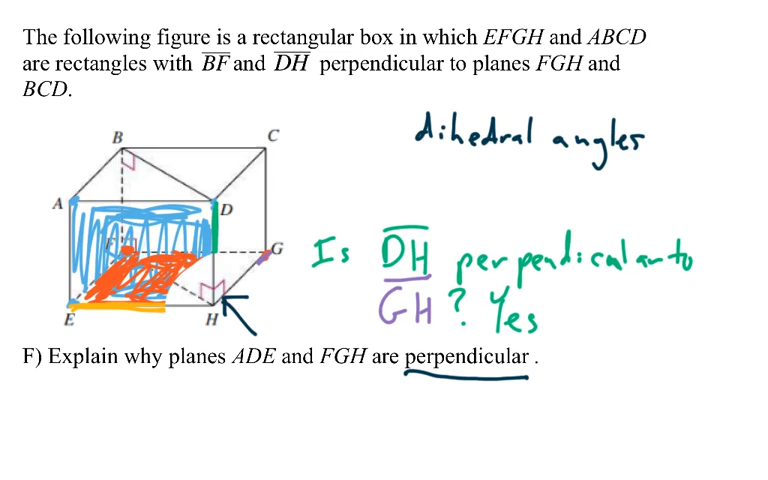 The following figure is a rectangular box in which EFGH and ABCD
are rectangles with BF and DH perpendicular to planes FGH and
BCD.
dihedral angles
B
C
A
D
F
G
E
H
Is DH perpendicalar to
GH ? Yes
F) Explain why planes ADE and FGH are perpendicular .